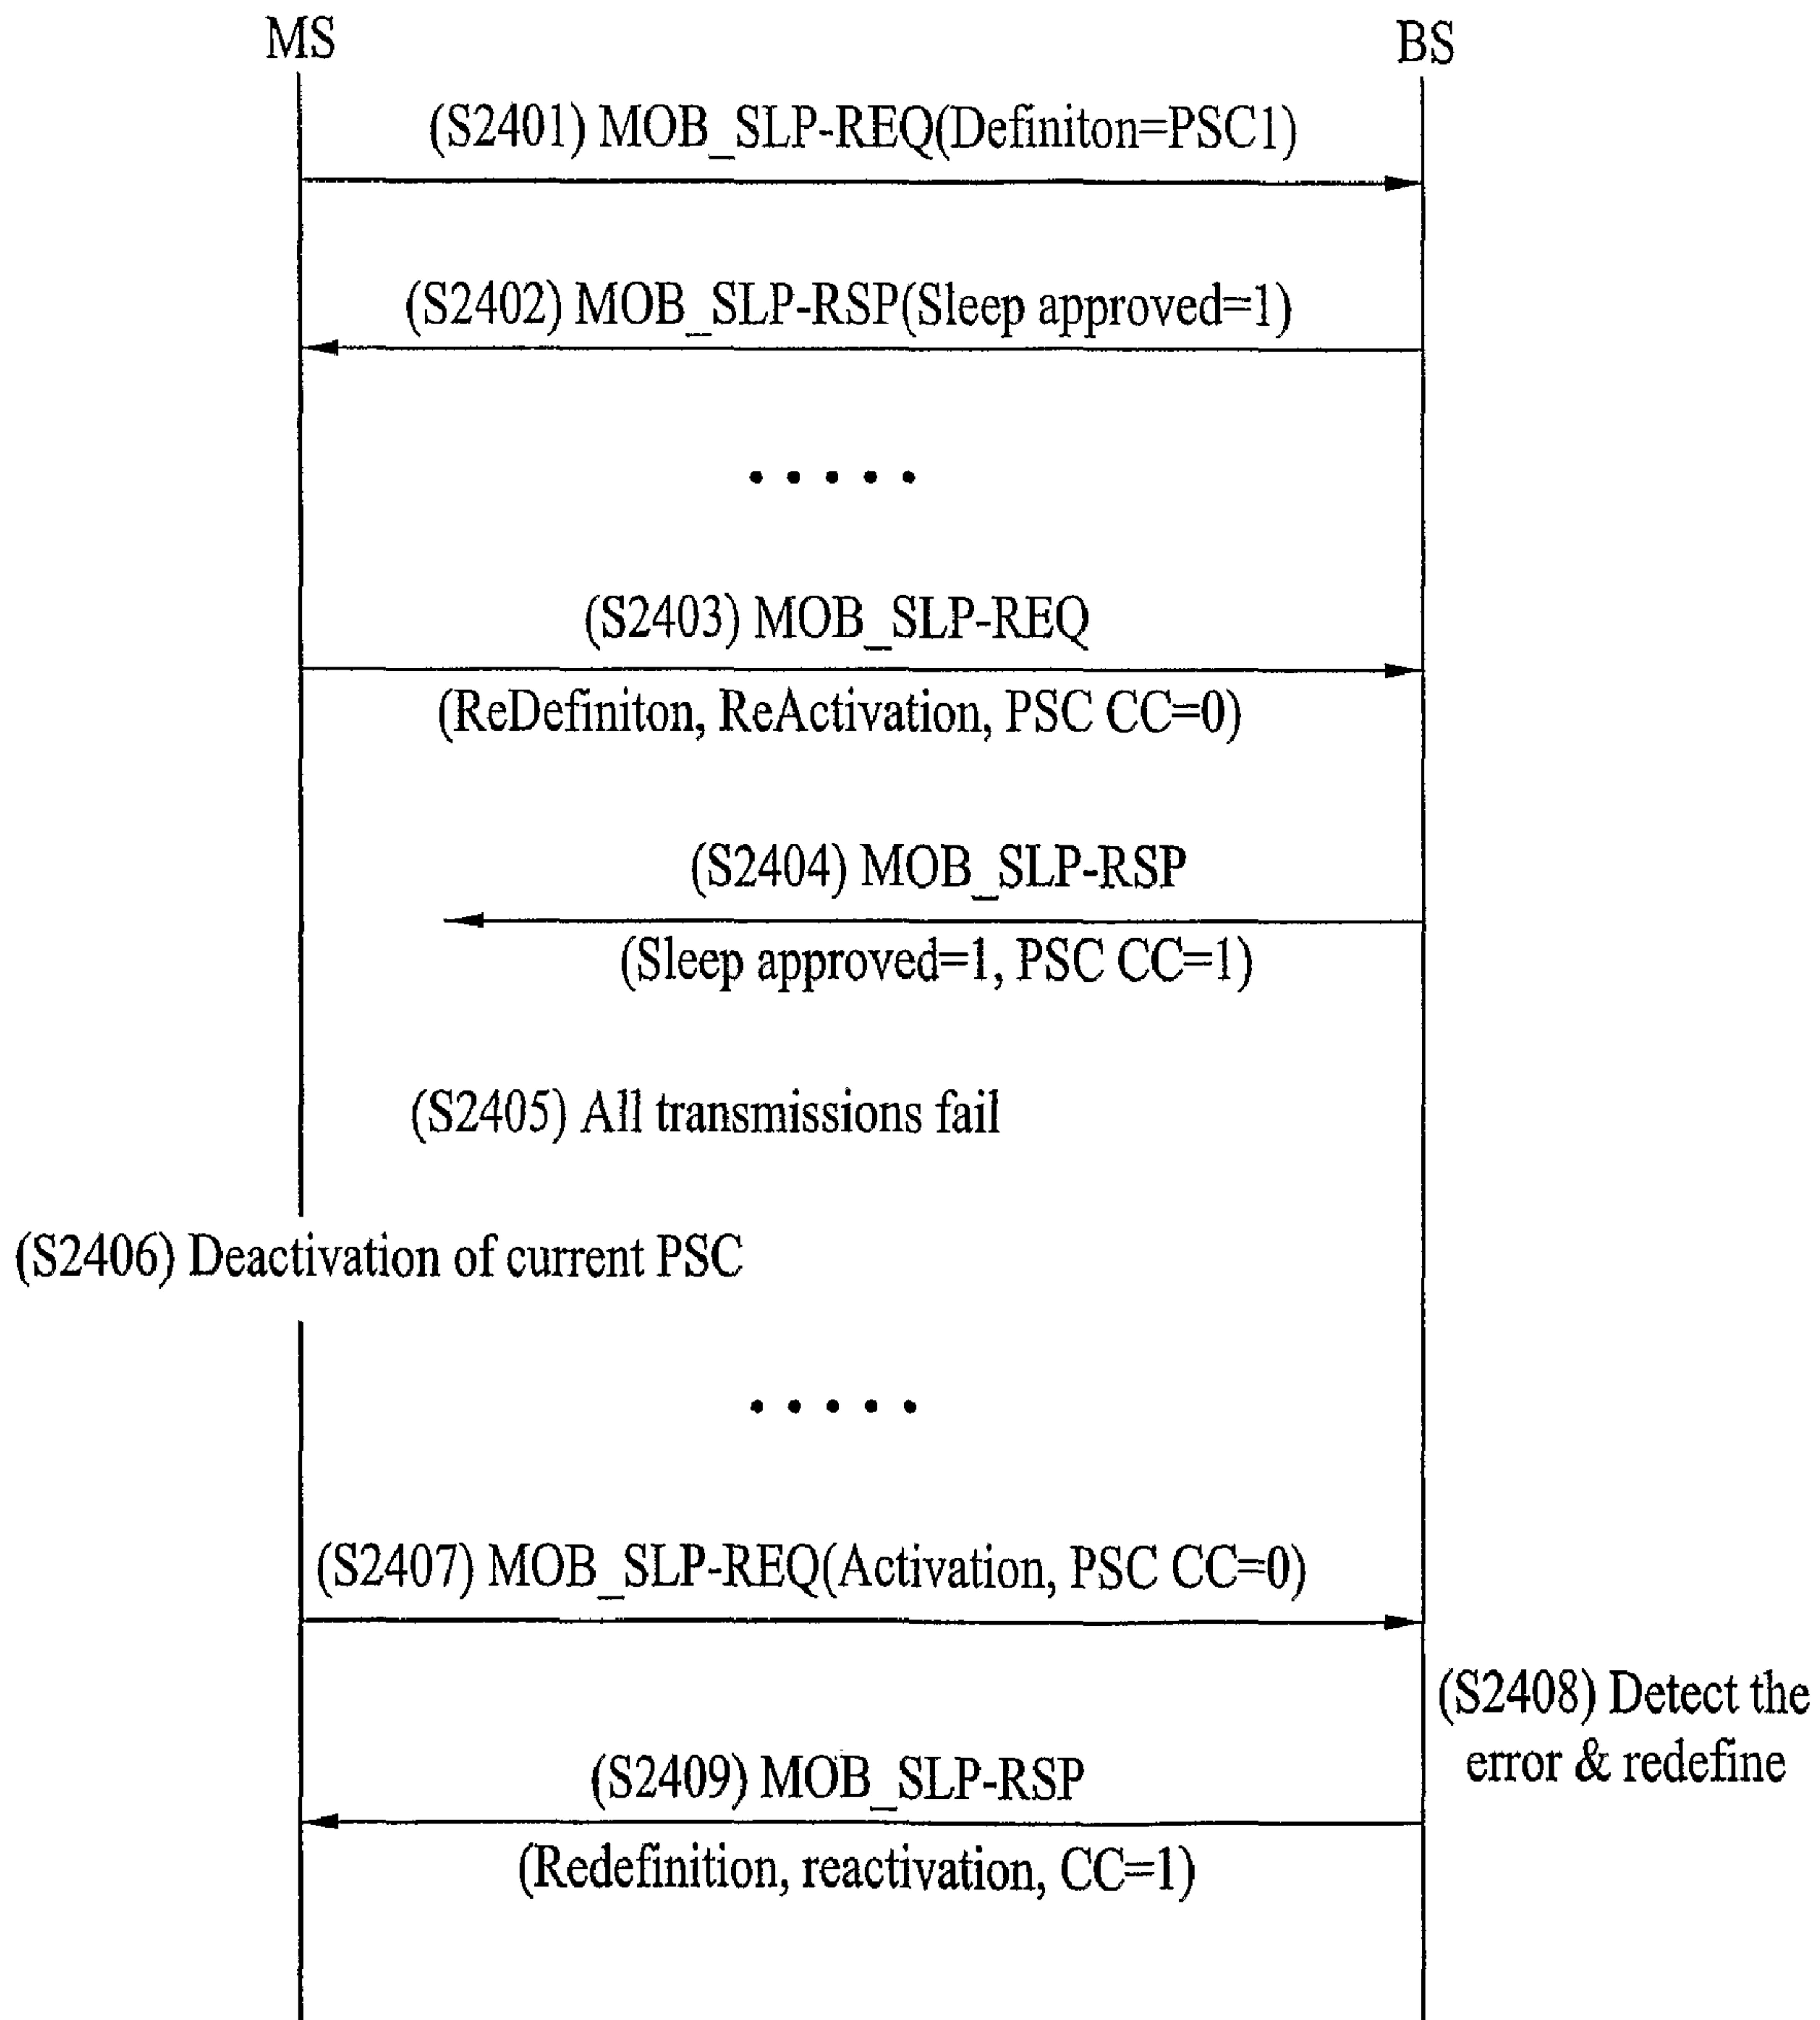 MS
BS
(S2401) MOB_SLP-REQ(Definiton=PSC1)
(S2402) MOB_SLP-RSP(Sleep approved=1)
.....
(S2403) MOB_SLP-REQ
(ReDefiniton, ReActivation, PSC CC=0)
(S2404) MOB_SLP-RSP
(Sleep approved=1, PSC CC=1)
(S2405) All transmissions fail
(S2406) Deactivation of current PSC
.....
(S2407) MOB_SLP-REQ(Activation, PSC CC=0)
(S2408) Detect the
error & redefine
(S2409) MOB_SLP-RSP
(Redefinition, reactivation, CC=1)